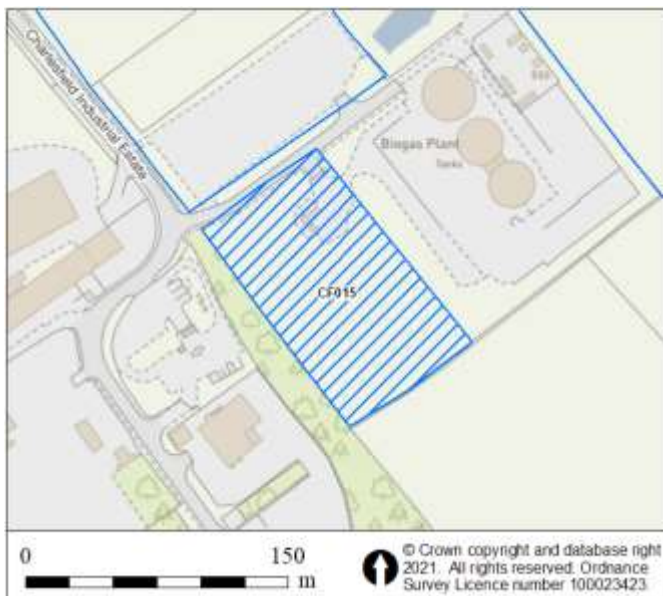 Charlesfield Industrial Estate
Biogas Plant
Tanks
CF015
0
150
m
© Crown copyright and database right
2021. All rights reserved. Ordnance
Survey Licence number 100023423.